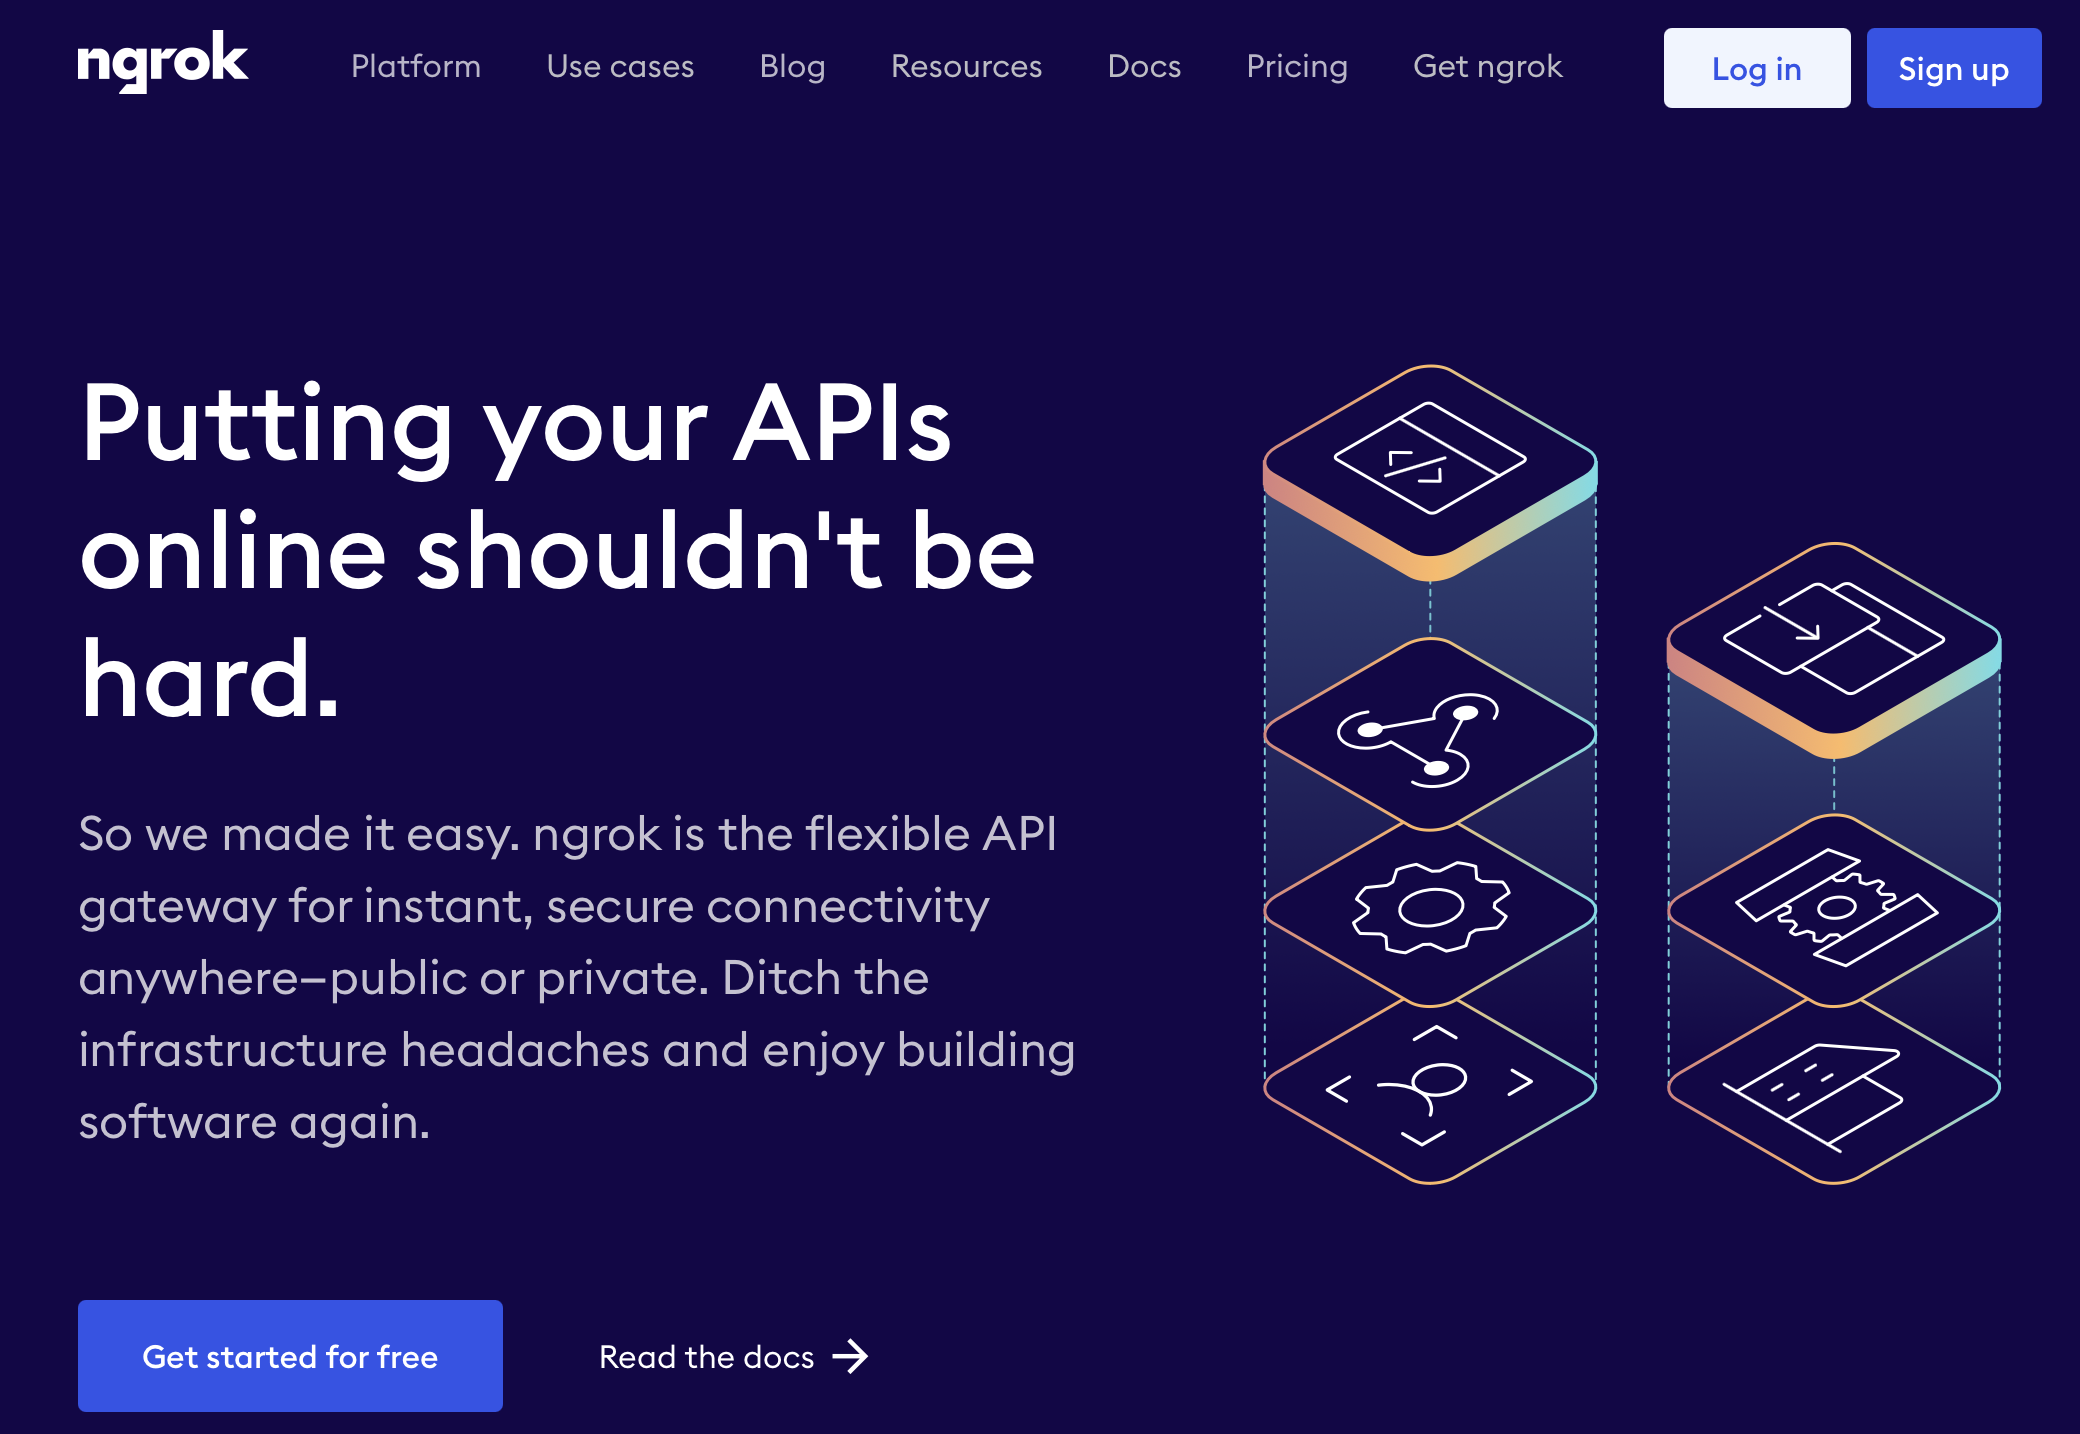 ngrok Platform Use cases Blog Resources Docs Pricing Get ngrok Log in Sign up
Putting your APIs
online shouldn't be
hard.
So we made it easy. ngrok is the flexible API
gateway for instant, secure connectivity
anywhere—public or private. Ditch the
infrastructure headaches and enjoy building
software again.
Get started for free Read the docs →